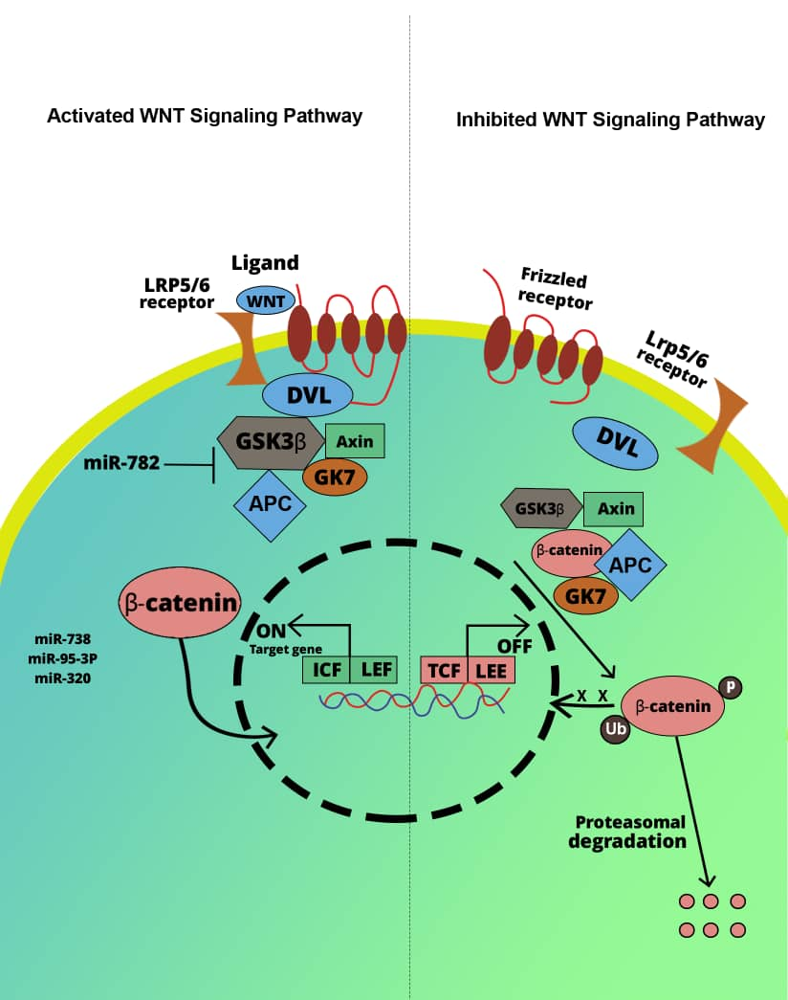 Activated WNT Signaling Pathway
Inhibited WNT Signaling Pathway
Ligand
LRP5/6
receptor
WNT
DVL
GSK3β
Axin
GK7
APC
miR-782
β-catenin
miR-738
miR-95-3P
miR-320
ON
Target gene
ICF
LEF
TCF
LEE
OFF
Frizzled
receptor
Lrp5/6
receptor
DVL
GSK3β
Axin
β-catenin
APC
GK7
X X
β-catenin
P
Ub
Proteasomal
degradation